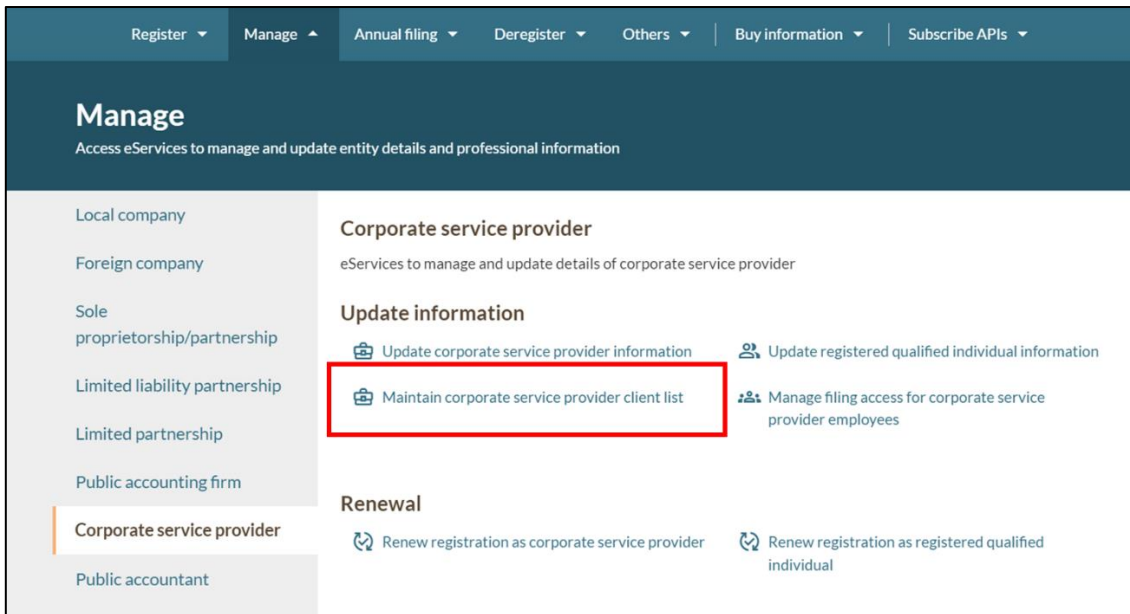 Register Manage Annual filing Deregister Others Buy information Subscribe APIs
Manage
Access eServices to manage and update entity details and professional information
Local company
Foreign company
Sole
proprietorship/partnership
Limited liability partnership
Limited partnership
Public accounting firm
Corporate service provider
Public accountant
Corporate service provider
eServices to manage and update details of corporate service provider
Update information
Update corporate service provider information
Update registered qualified individual information
Maintain corporate service provider client list
Manage filing access for corporate service
provider employees
Renewal
Renew registration as corporate service provider
Renew registration as registered qualified
individual